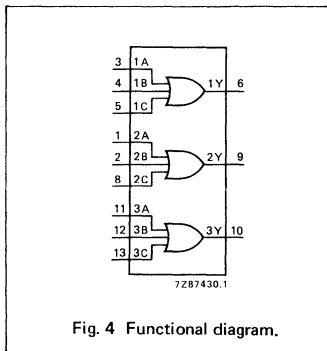 3 1A
4 1B 1Y 6
5 1C
1 2A
2 2B 2Y 9
8 2C
11 3A
12 3B 3Y 10
13 3C
7Z87430.1
Fig. 4 Functional diagram.